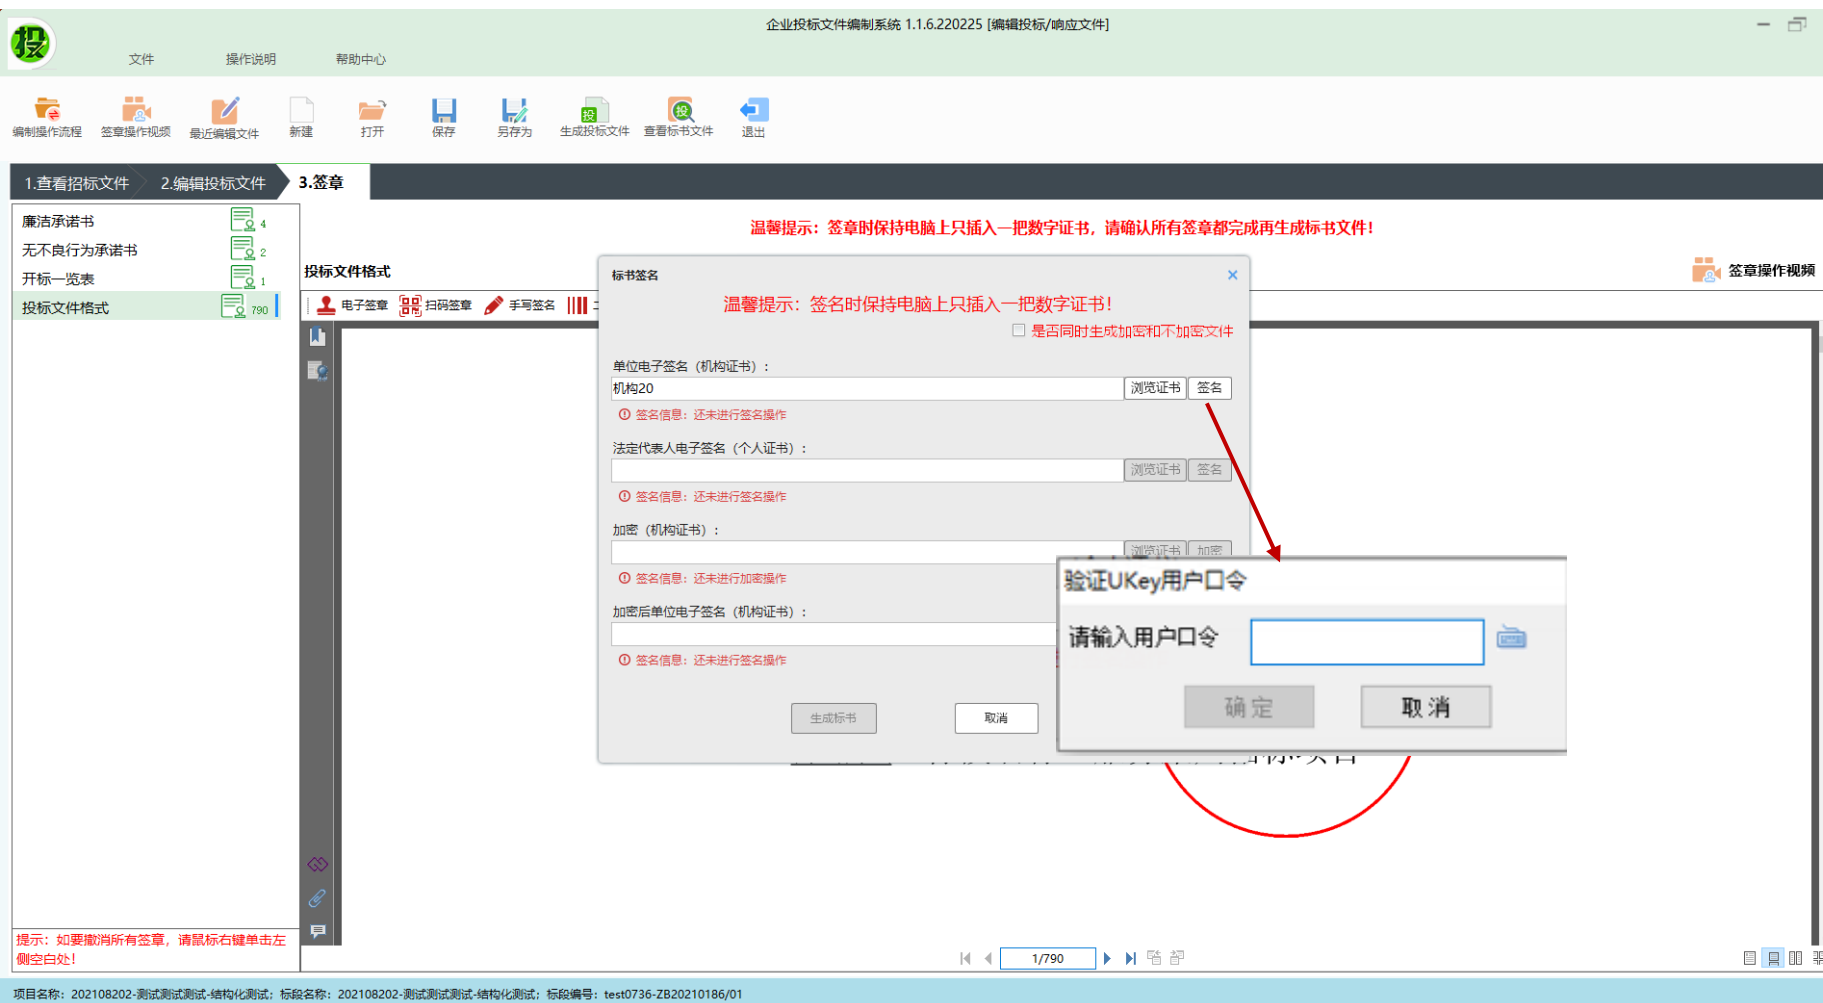 投
企业投标文件编制系统 1.1.6.220225 [编辑投标/响应文件]
文件 操作说明 帮助中心
编制操作流程 签章操作视频 最近编辑文件 新建 打开 保存 另存为 投 生成投标文件 投 查看标书文件 退出
1.查看招标文件 2.编辑投标文件 3.签章
廉洁承诺书 4
无不良行为承诺书 2
开标一览表 1
投标文件格式 790
温馨提示：签章时保持电脑上只插入一把数字证书，请确认所有签章都完成再生成标书文件！
投标文件格式
签章操作视频
电子签章 扫码签章 手写签名
标书签名
温馨提示：签名时保持电脑上只插入一把数字证书！
是否同时生成加密和不加密文件
单位电子签名（机构证书）:
机构20 浏览证书 签名
签名信息：还未进行签名操作
法定代表人电子签名（个人证书）:
浏览证书 签名
签名信息：还未进行签名操作
加密（机构证书）:
浏览证书 加密
签名信息：还未进行加密操作
加密后单位电子签名（机构证书）:
签名信息：还未进行签名操作
生成标书 取消
验证UKey用户口令
请输入用户口令
确定 取消
提示：如要撤消所有签章，请鼠标右键单击左
侧空白处！
1/790
项目名称：202108202-测试测试测试-结构化测试；标段名称：202108202-测试测试测试-结构化测试；标段编号：test0736-ZB20210186/01